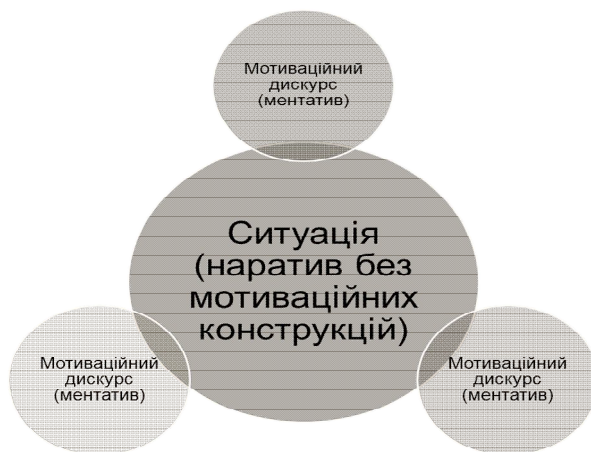 Мотиваційний
дискурс
(ментатив)
Ситуація
(наратив без
мотиваційних
конструкцій)
Мотиваційний
дискурс
(ментатив)
Мотиваційний
дискурс
(ментатив)